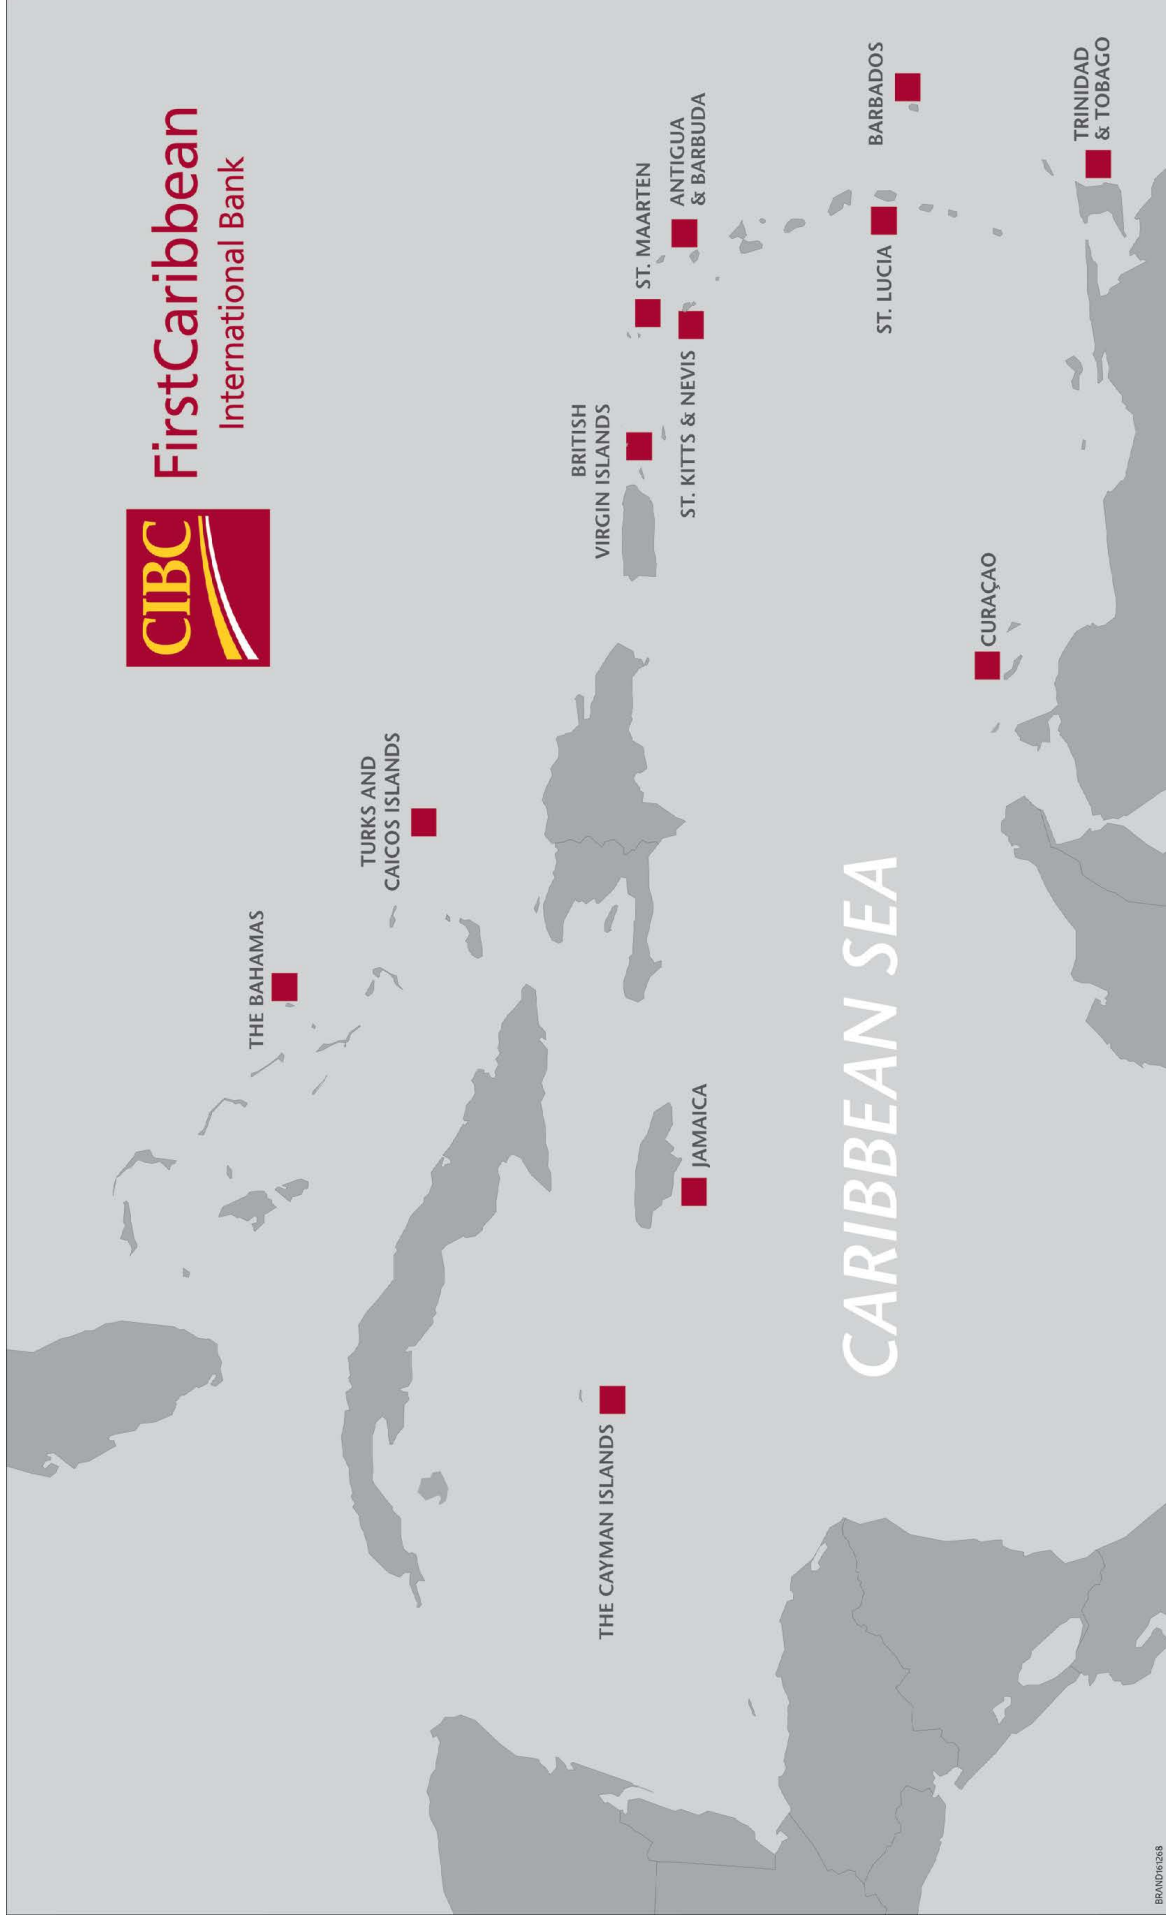 CIBC
FirstCaribbean
International Bank
THE BAHAMAS
TURKS AND
CAICOS ISLANDS
BRITISH
VIRGIN ISLANDS
THE CAYMAN ISLANDS
JAMAICA
ST. MAARTEN
ANTIGUA
& BARBUDA
ST. KITTS & NEVIS
BARBADOS
ST. LUCIA
CARIBBEAN SEA
CURAÇAO
TRINIDAD
& TOBAGO
BRAND161268